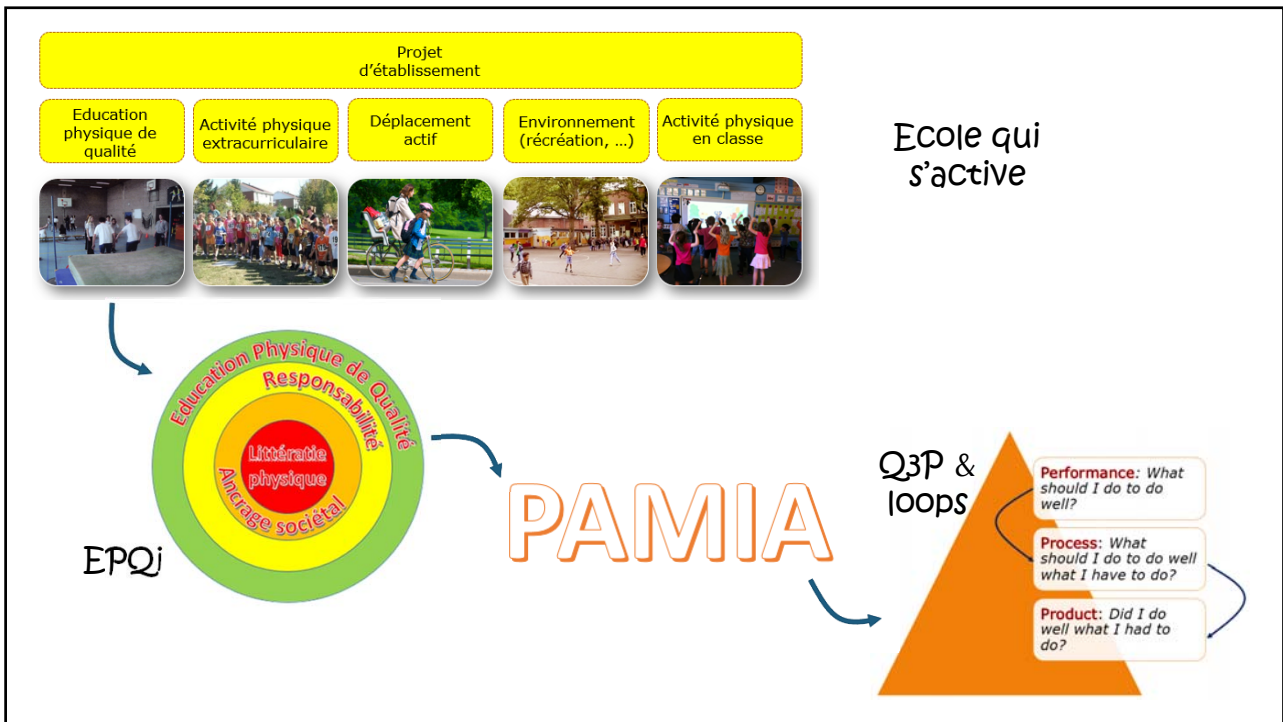 Projet
d'établissement
Education
physique de
qualité
Activité physique
extracurriculaire
Déplacement
actif
Environnement
(récréation, ...)
Activité physique
en classe
Ecole qui
s'active
Education Physique de Qualité
Responsabilité
Littératie
physique
Ancrage sociétal
EPQi
PAMIA
Q3P &
loops
Performance: What
should I do to do
well?
Process: What
should I do to do well
what I have to do?
Product: Did I do
well what I had to
do?